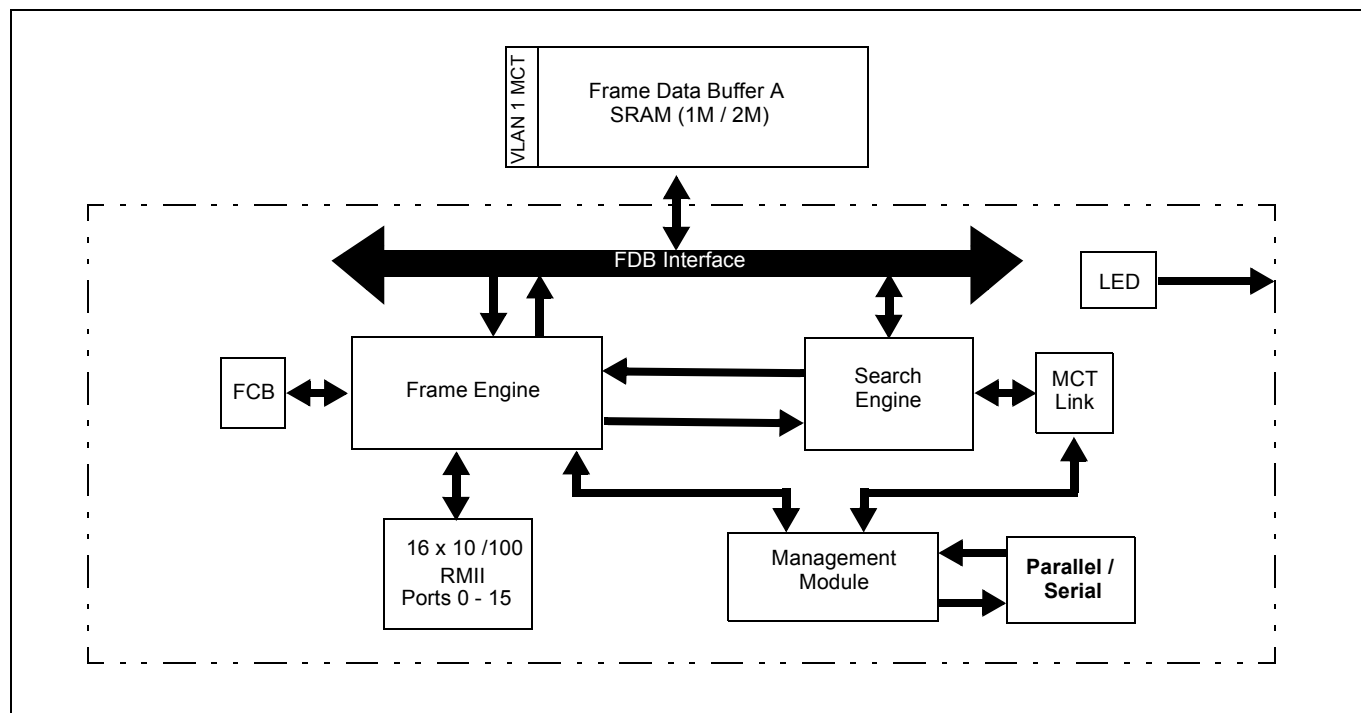 VLAN 1 MCT
Frame Data Buffer A
SRAM (1M / 2M)
FDB Interface
LED
FCB
Frame Engine
Search
Engine
MCT
Link
16 x 10 /100
RMII
Ports 0 - 15
Management
Module
Parallel /
Serial